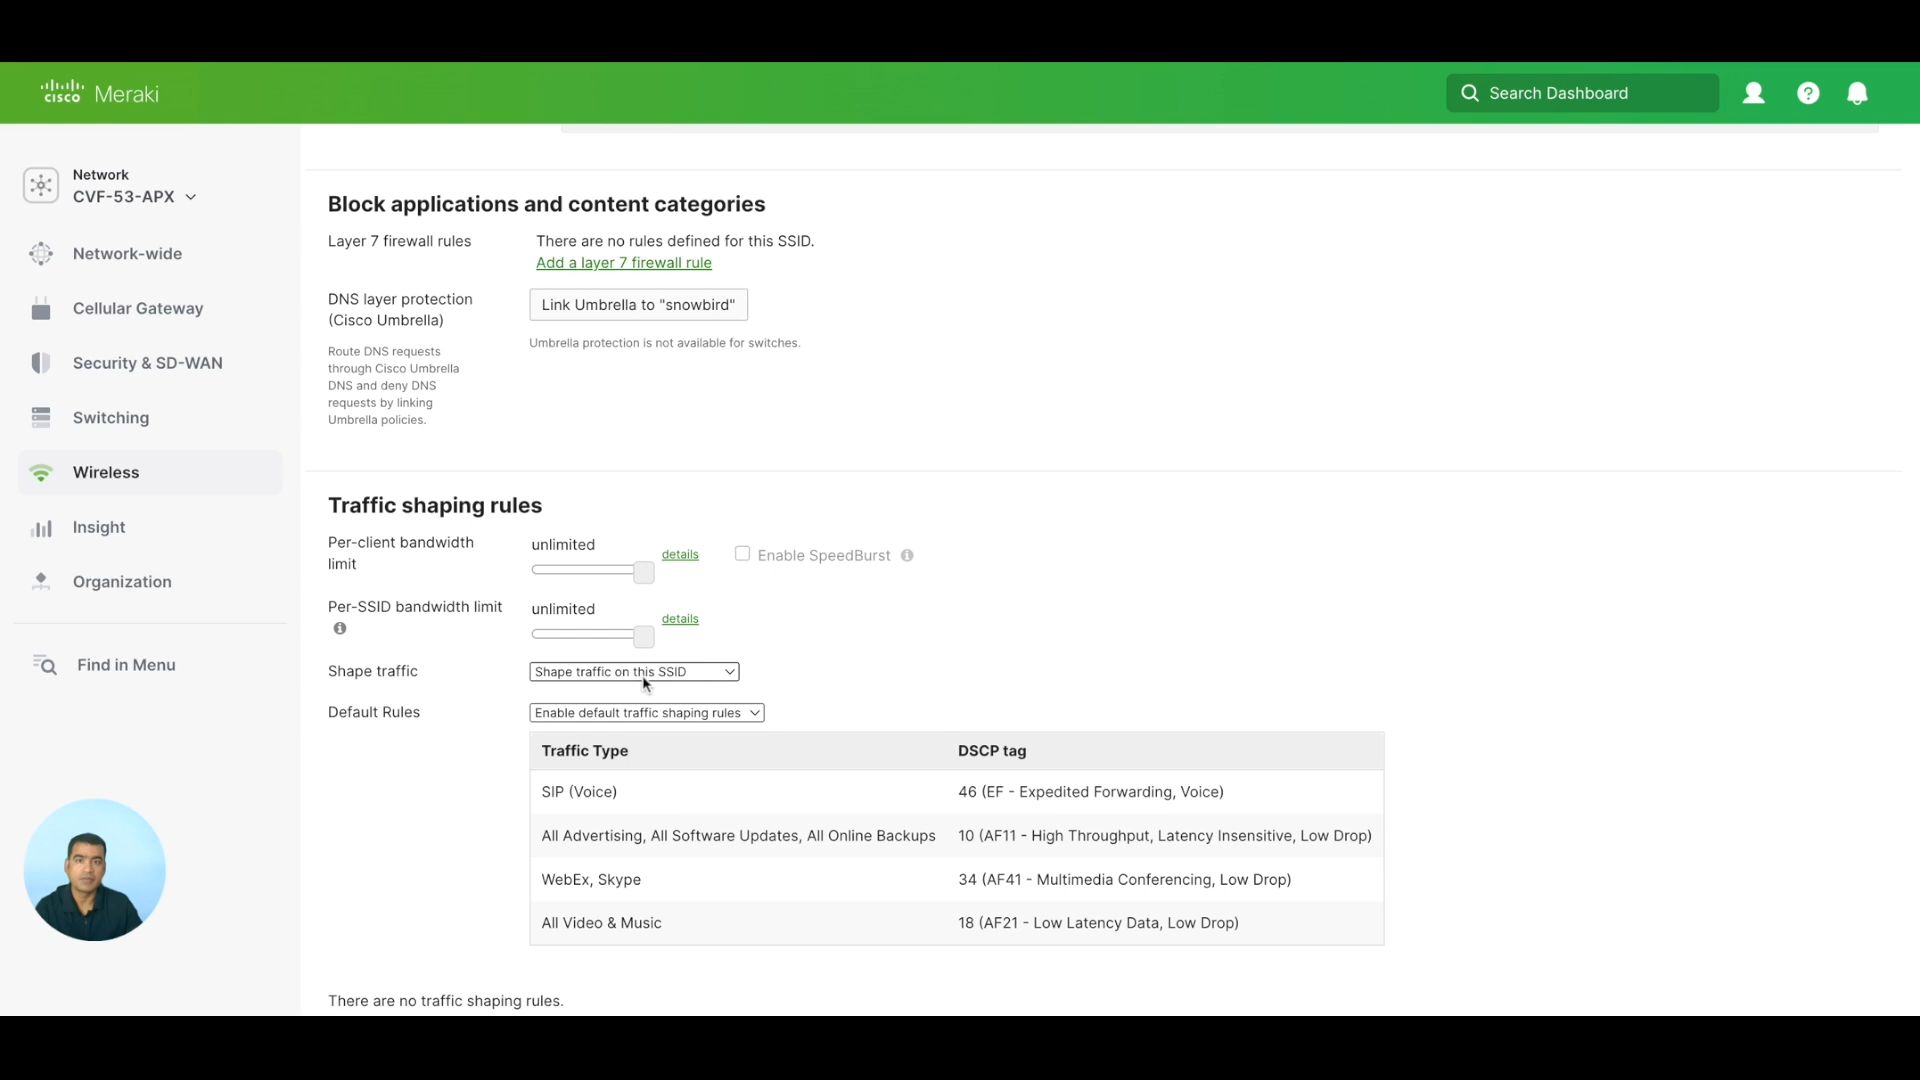 CISCO Meraki
Search Dashboard
?
Network
CVF-53-APX
Network-wide
Cellular Gateway
Security & SD-WAN
Switching
Wireless
Insight
Organization
Find in Menu
Block applications and content categories
Layer 7 firewall rules
There are no rules defined for this SSID.
Add a layer 7 firewall rule
DNS layer protection
(Cisco Umbrella)
Link Umbrella to "snowbird"
Umbrella protection is not available for switches.
Route DNS requests
through Cisco Umbrella
DNS and deny DNS
requests by linking
Umbrella policies.
Traffic shaping rules
Per-client bandwidth
limit
unlimited
details
Enable SpeedBurst i
Per-SSID bandwidth limit
i
unlimited
details
Shape traffic
Shape traffic on this SSID
Default Rules
Enable default traffic shaping rules
Traffic Type DSCP tag
SIP (Voice) 46 (EF - Expedited Forwarding, Voice)
All Advertising, All Software Updates, All Online Backups 10 (AF11 - High Throughput, Latency Insensitive, Low Drop)
WebEx, Skype 34 (AF41 - Multimedia Conferencing, Low Drop)
All Video & Music 18 (AF21 - Low Latency Data, Low Drop)
There are no traffic shaping rules.